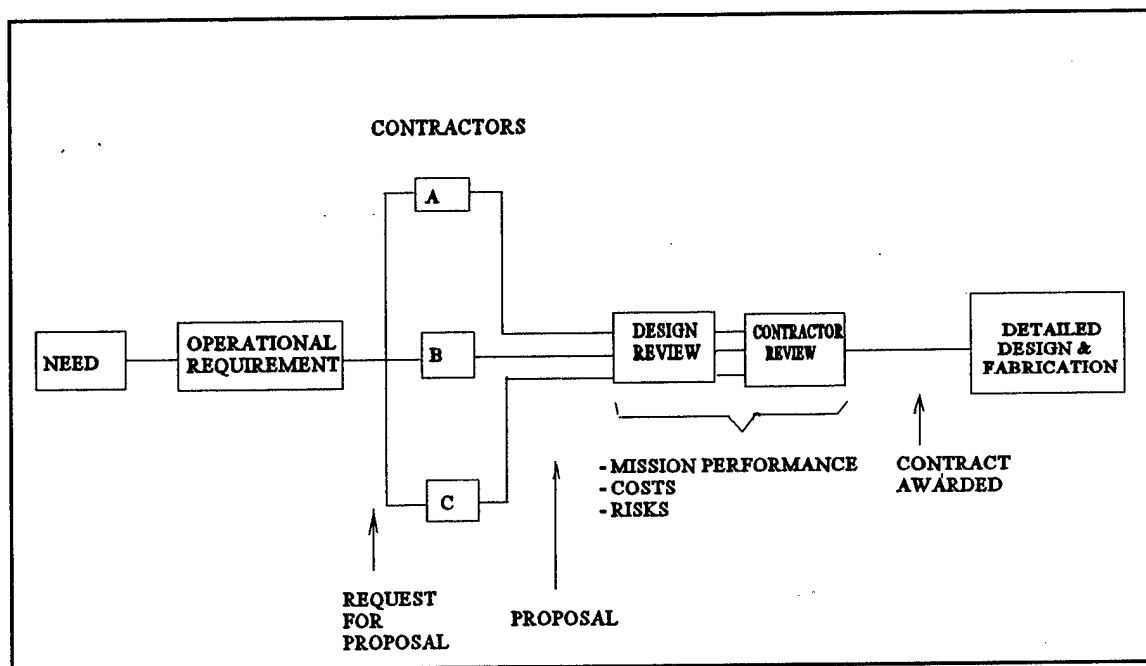 CONTRACTORS
A
NEED
OPERATIONAL
REQUIREMENT
B
C
DESIGN
REVIEW
CONTRACTOR
REVIEW
DETAILED
DESIGN &
FABRICATION
- MISSION PERFORMANCE
- COSTS
- RISKS
CONTRACT
AWARDED
REQUEST
FOR
PROPOSAL
PROPOSAL